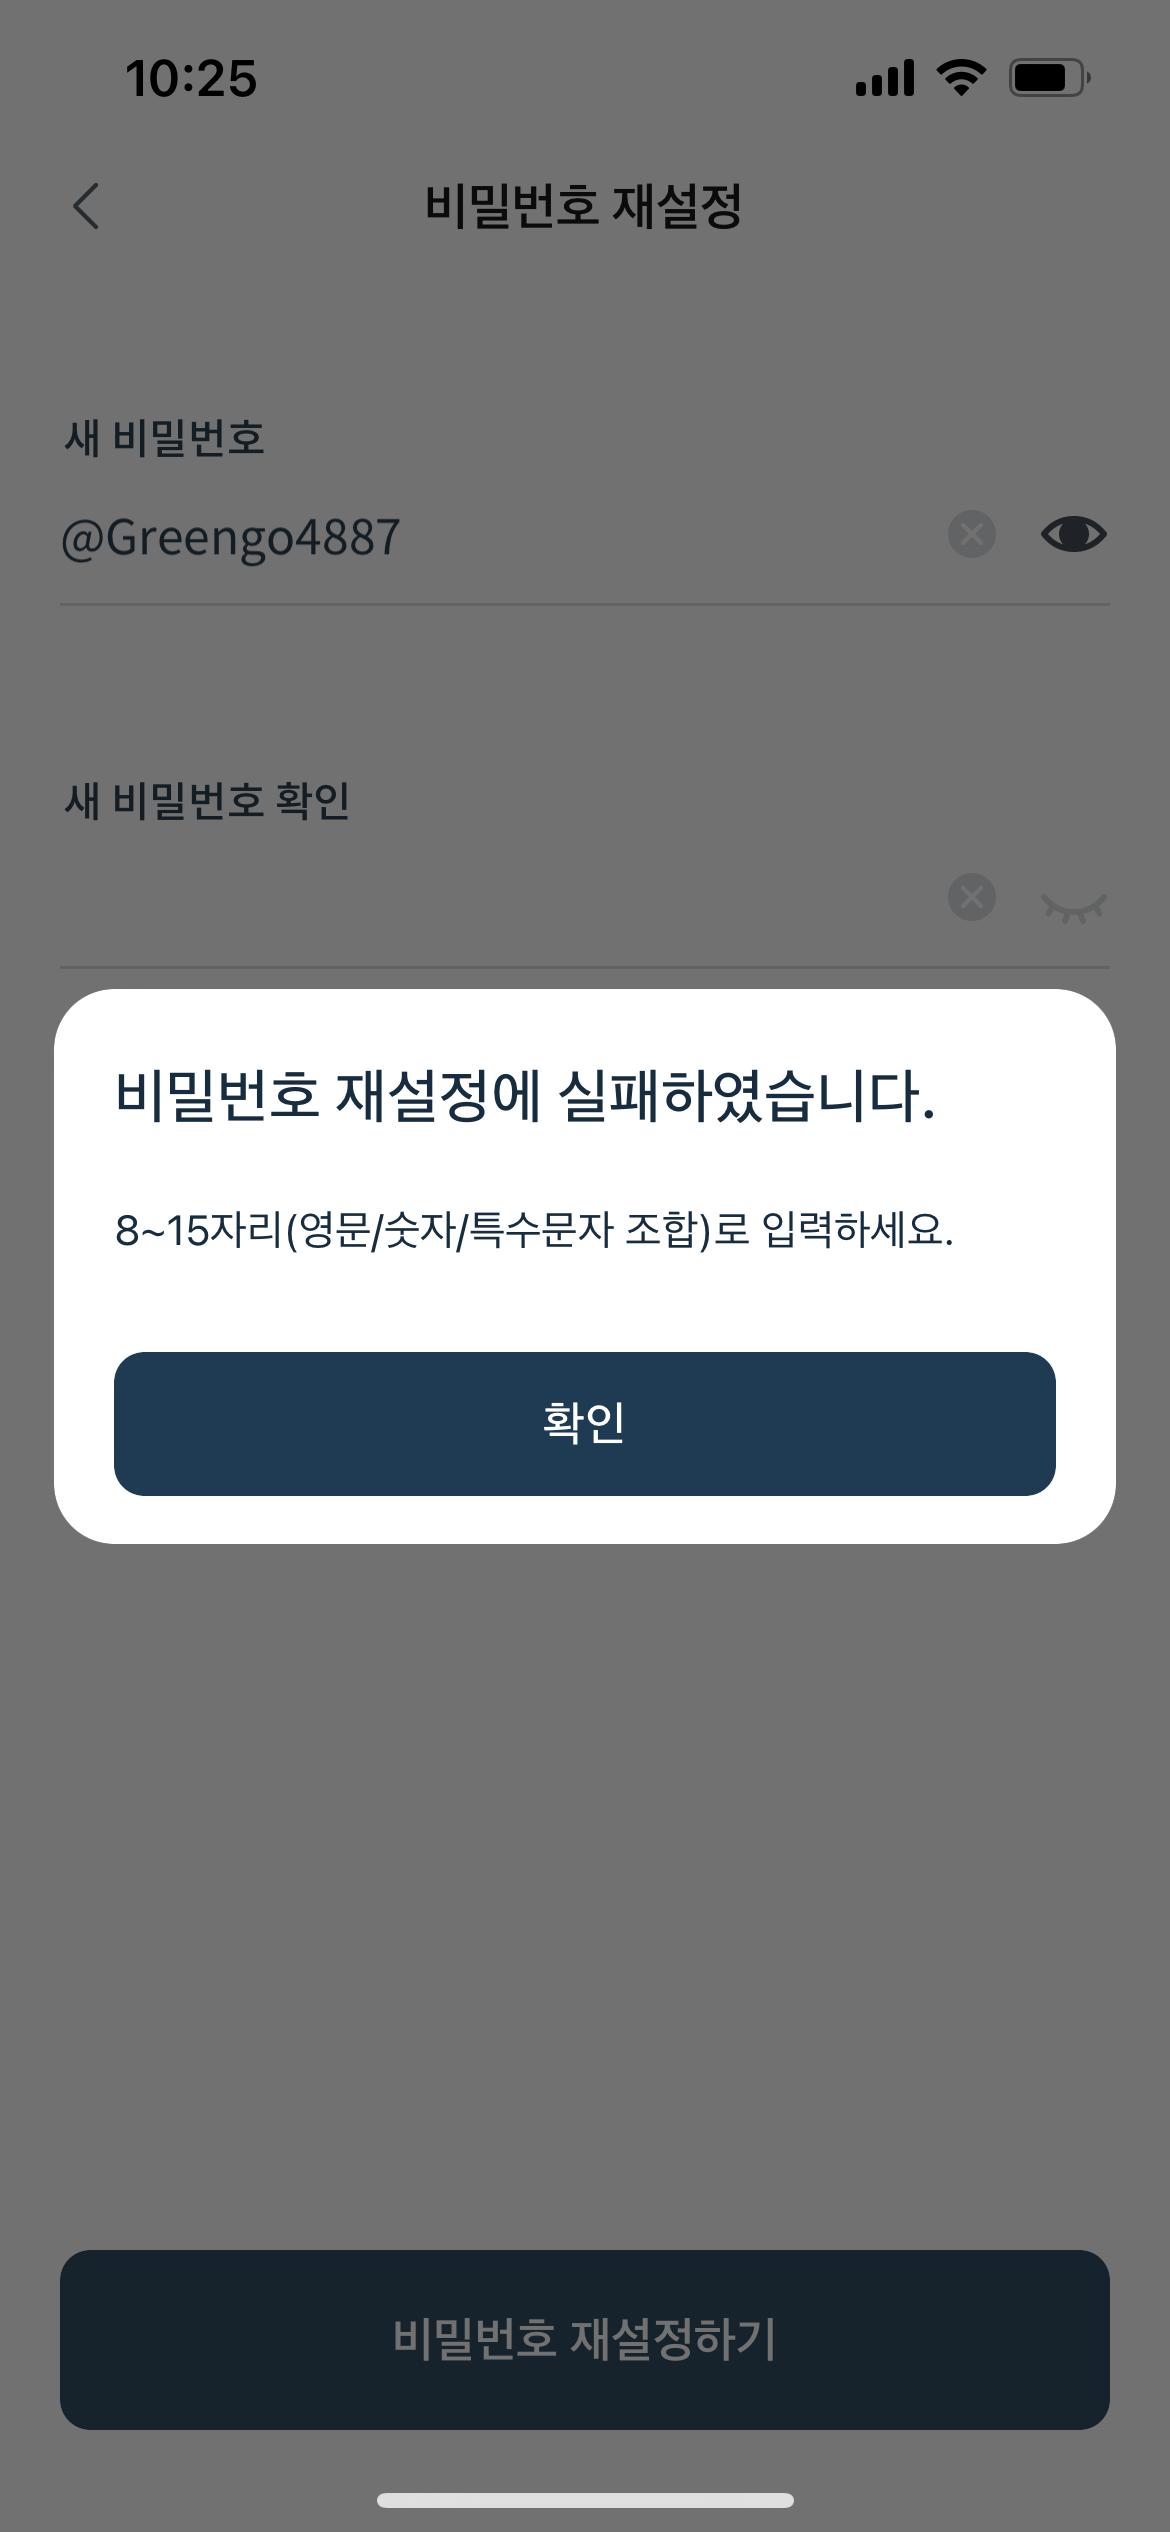 10:25
비밀번호 재설정
새 비밀번호
@Greengo4887
새 비밀번호 확인
비밀번호 재설정에 실패하였습니다.
8~15자리(영문/숫자/특수문자 조합)로 입력하세요.
확인
비밀번호 재설정하기